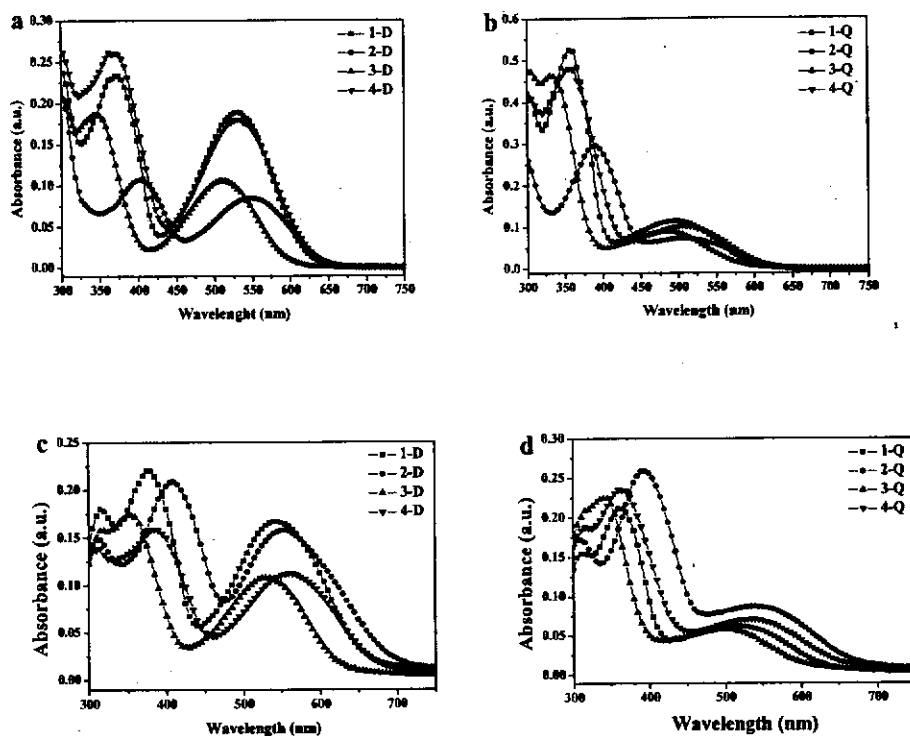 a
1-D
2-D
3-D
4-D
Absorbance (a.u.)
0.30
0.25
0.20
0.15
0.10
0.05
0.00
300 350 400 450 500 550 600 650 700 750
Wavelenght (nm)
b
1-Q
2-Q
3-Q
4-Q
Absorbance (a.u.)
0.6
0.5
0.4
0.3
0.2
0.1
0.0
300 350 400 450 500 550 600 650 700 750
Wavelength (nm)
c
1-D
2-D
3-D
4-D
Absorbance (a.u.)
0.25
0.20
0.15
0.10
0.05
0.00
300 400 500 600 700
Wavelength (nm)
d
1-Q
2-Q
3-Q
4-Q
Absorbance (a.u.)
0.30
0.25
0.20
0.15
0.10
0.05
0.00
300 400 500 600 700
Wavelength (nm)